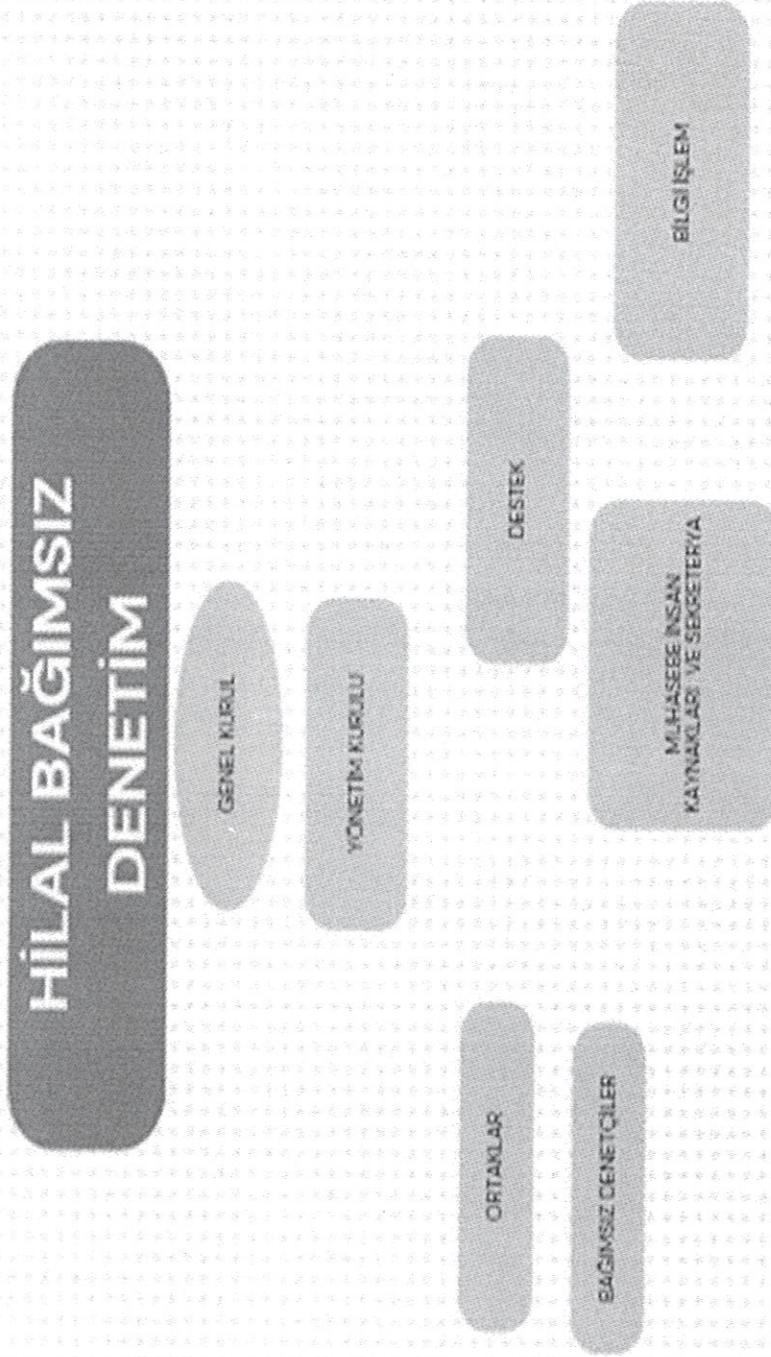 HİLAL BAĞIMSIZ
DENETİM
GENEL KURUL
YÖNETİM KURULU
ORTAKLAR
DESTEK
BAĞIMSIZ DENETÇİLER
MUHASEBE İNSAN
KAYNAKLARI VE SEKRETERYA
BİLGİ İŞLEM